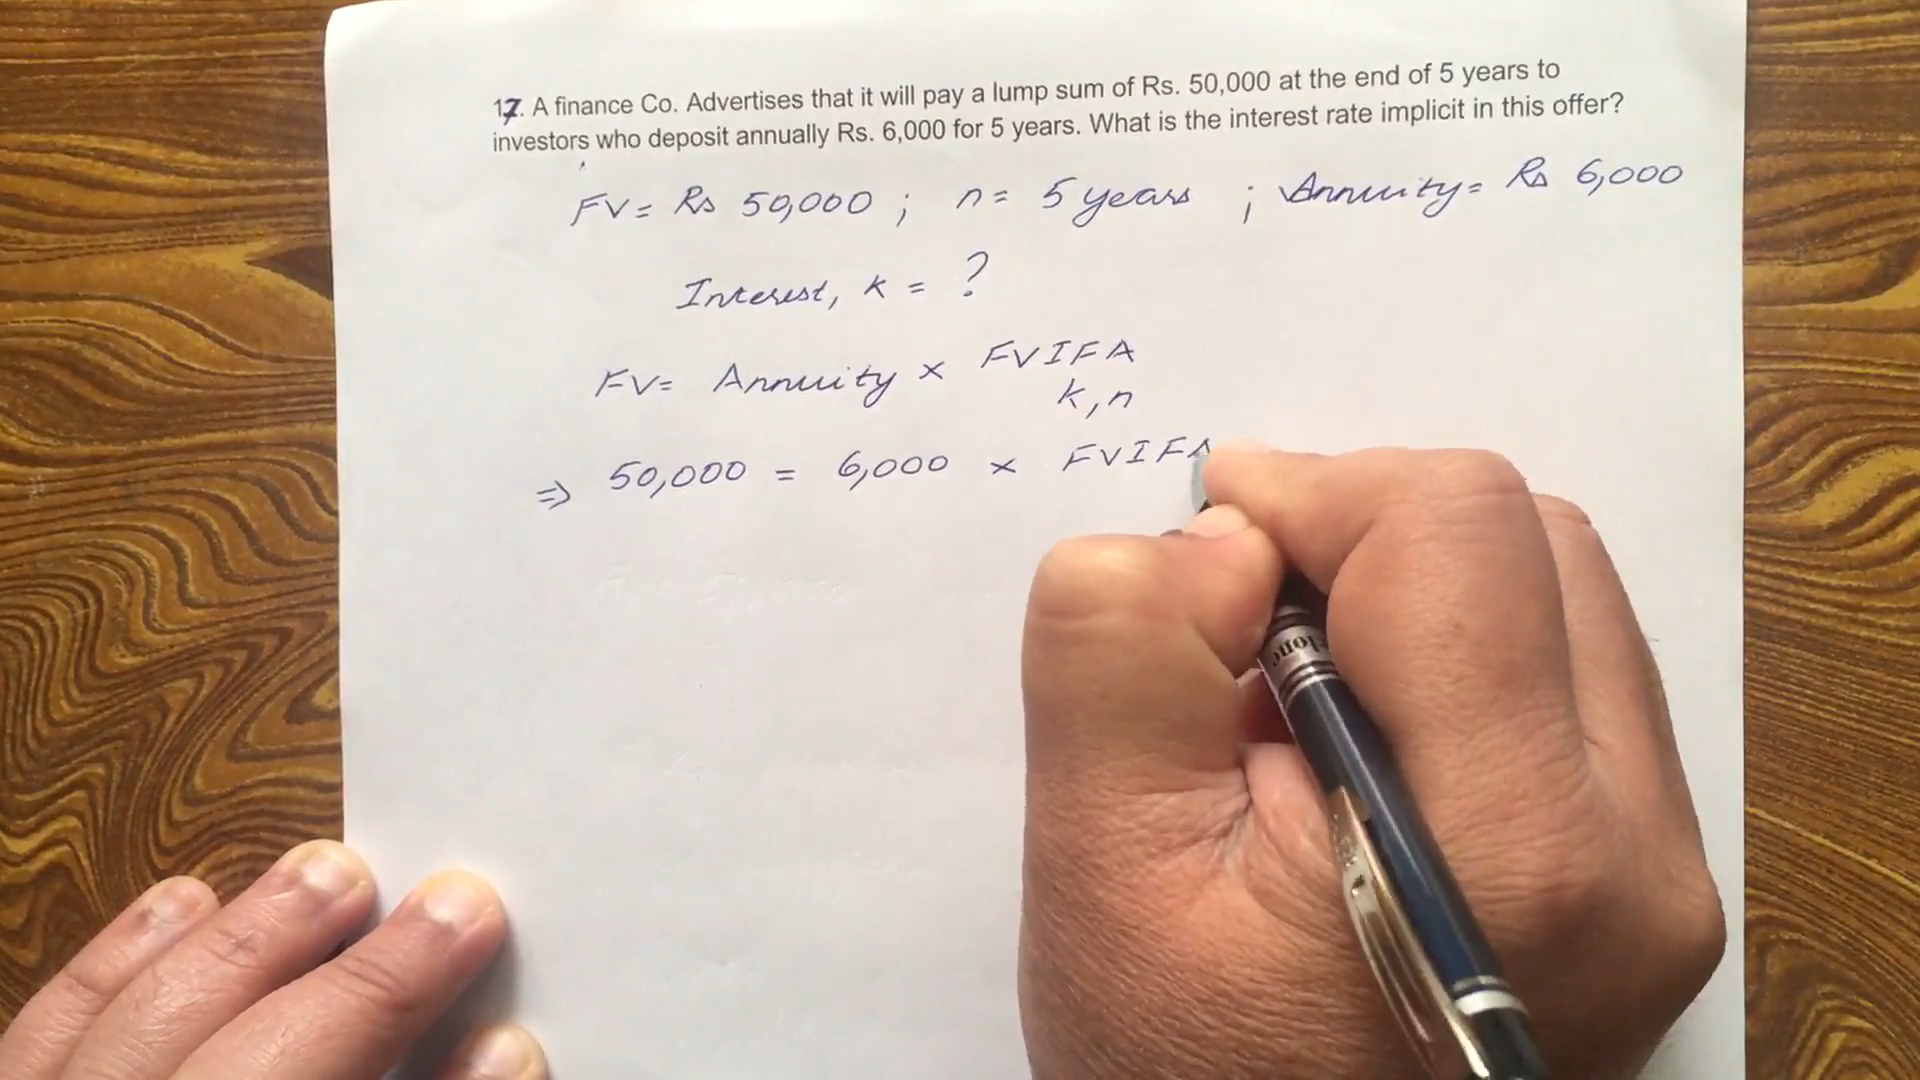 17. A finance Co. Advertises that it will pay a lump sum of Rs. 50,000 at the end of 5 years to
investors who deposit annually Rs. 6,000 for 5 years. What is the interest rate implicit in this offer?
FV = Rs 50,000 ; n = 5 years ; Annuity = Rs 6,000
Interest, k = ?
FV = Annuity × FVIFA
k, n
⇒ 50,000 = 6,000 × FVIFA